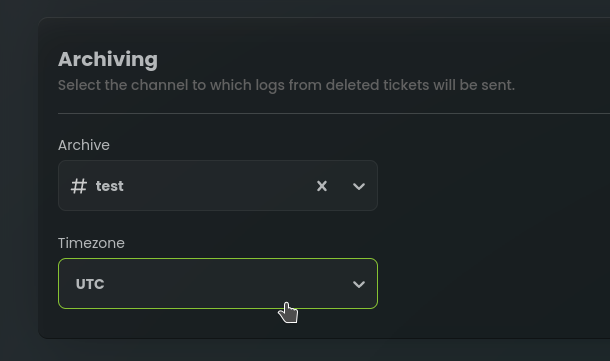 Archiving
Select the channel to which logs from deleted tickets will be sent.
Archive
# test
Timezone
UTC